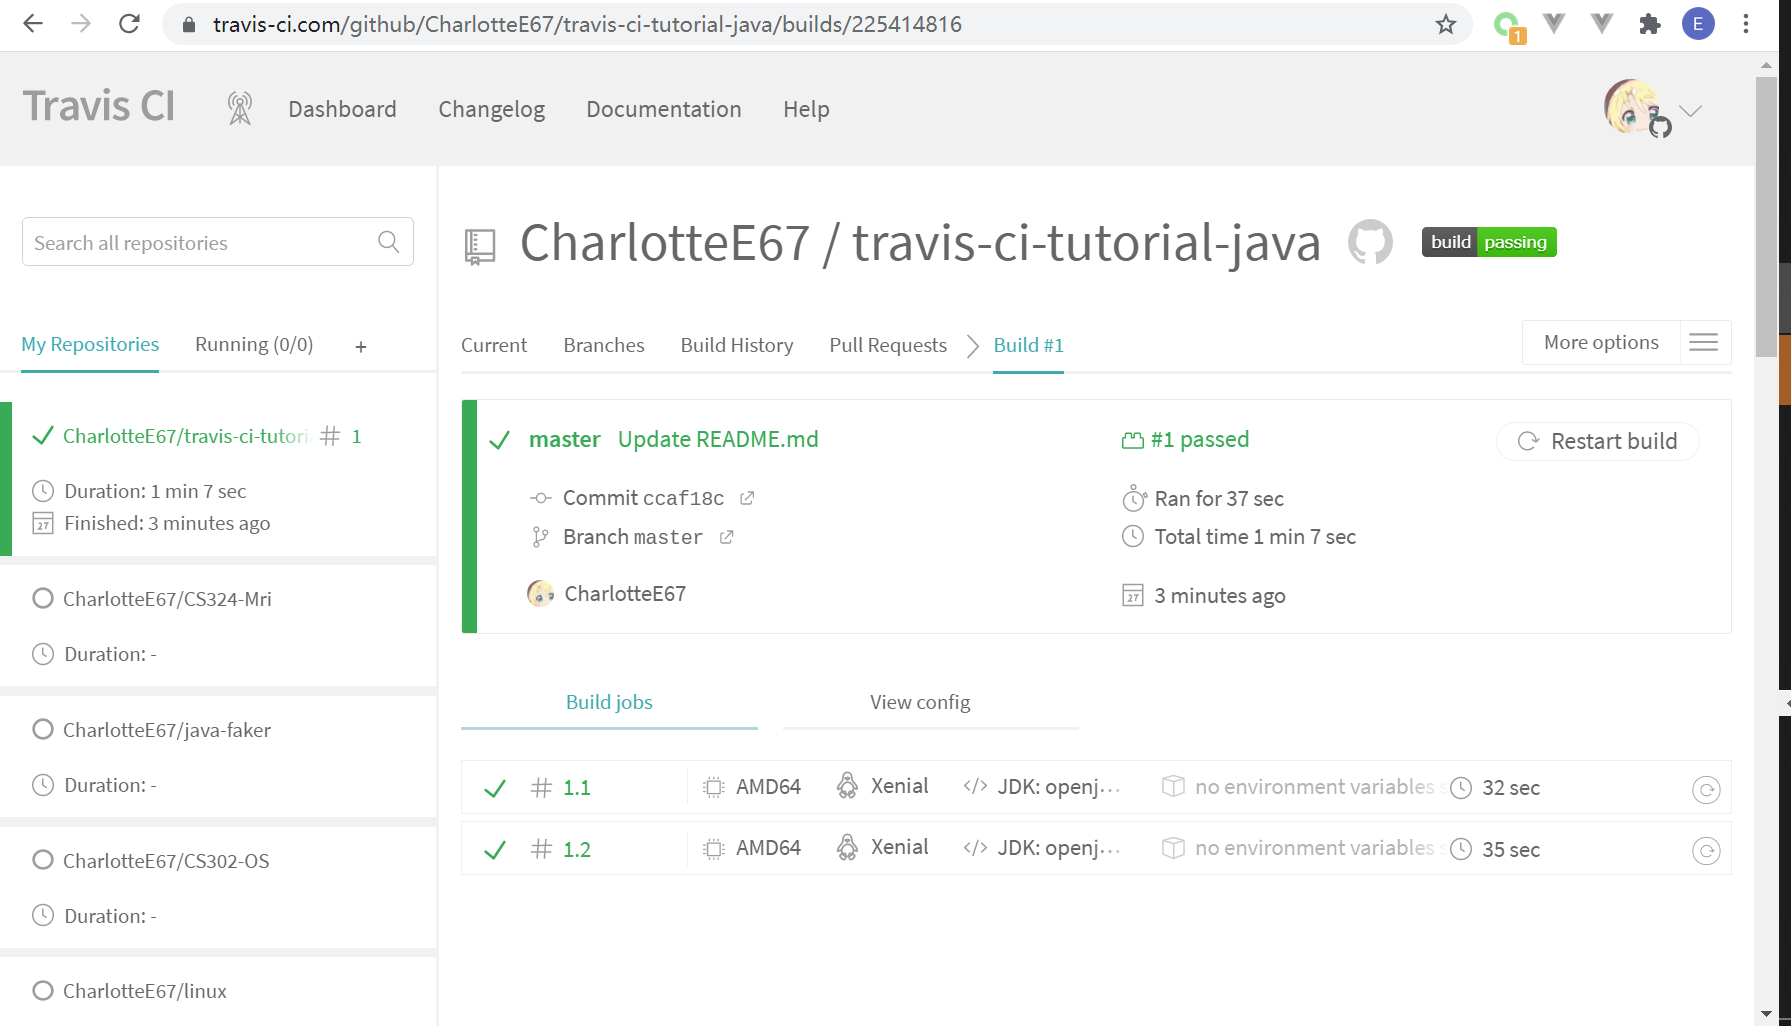 travis-ci.com/github/CharlotteE67/travis-ci-tutorial-java/builds/225414816
1
E
Travis CI
Dashboard
Changelog
Documentation
Help
Search all repositories
My Repositories
Running (0/0)
+
CharlotteE67/travis-ci-tutori # 1
Duration: 1 min 7 sec
27 Finished: 3 minutes ago
CharlotteE67/CS324-Mri
Duration: -
CharlotteE67/java-faker
Duration: -
CharlotteE67/CS302-OS
Duration: -
CharlotteE67/linux
CharlotteE67 / travis-ci-tutorial-java
build passing
Current
Branches
Build History
Pull Requests
Build #1
More options
master Update README.md
Commit ccaf18c
Branch master
CharlotteE67
#1 passed
Ran for 37 sec
Total time 1 min 7 sec
27 3 minutes ago
Restart build
Build jobs
View config
# 1.1 AMD64 Xenial </> JDK: openj... no environment variables s 32 sec
# 1.2 AMD64 Xenial </> JDK: openj... no environment variables s 35 sec